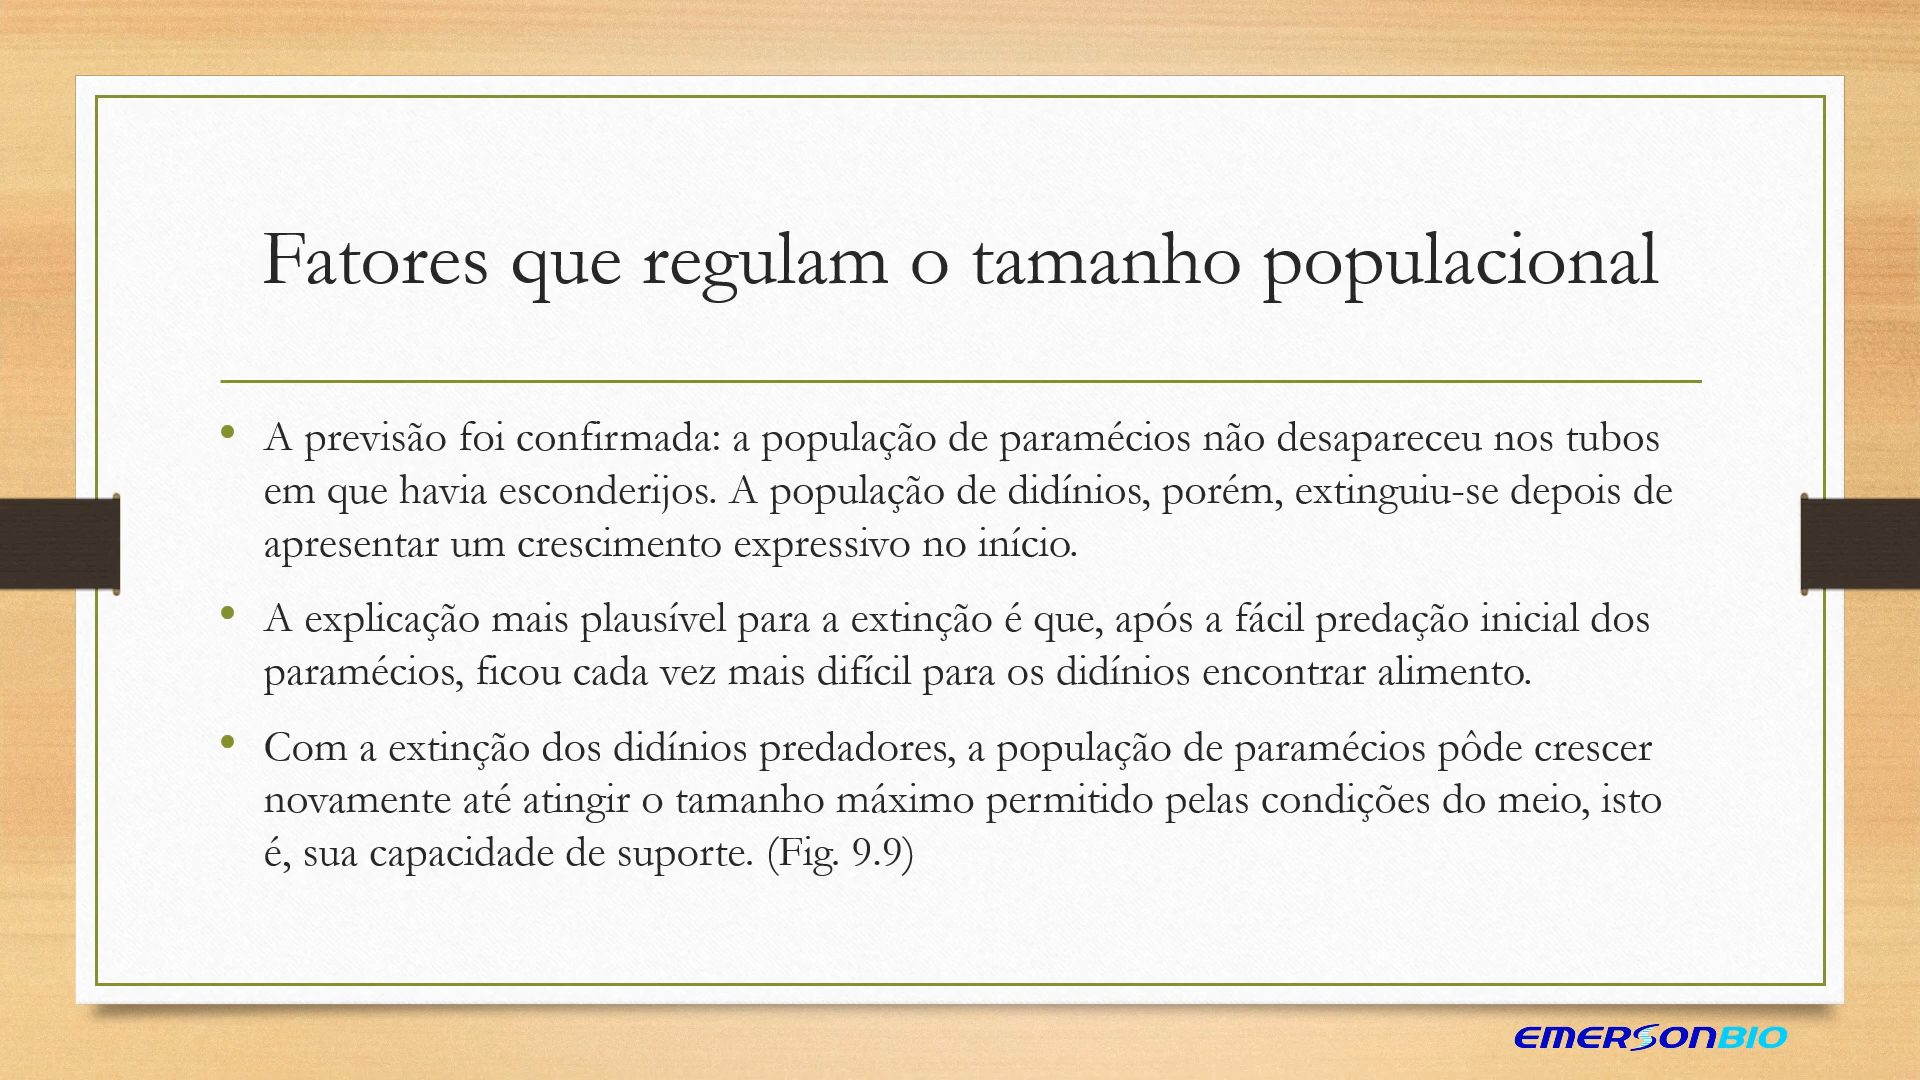 Fatores que regulam o tamanho populacional
• A previsão foi confirmada: a população de paramécios não desapareceu nos tubos
em que havia esconderijos. A população de didínios, porém, extinguiu-se depois de
apresentar um crescimento expressivo no início.
• A explicação mais plausível para a extinção é que, após a fácil predação inicial dos
paramécios, ficou cada vez mais difícil para os didínios encontrar alimento.
• Com a extinção dos didínios predadores, a população de paramécios pôde crescer
novamente até atingir o tamanho máximo permitido pelas condições do meio, isto
é, sua capacidade de suporte. (Fig. 9.9)
EMERSONBIO